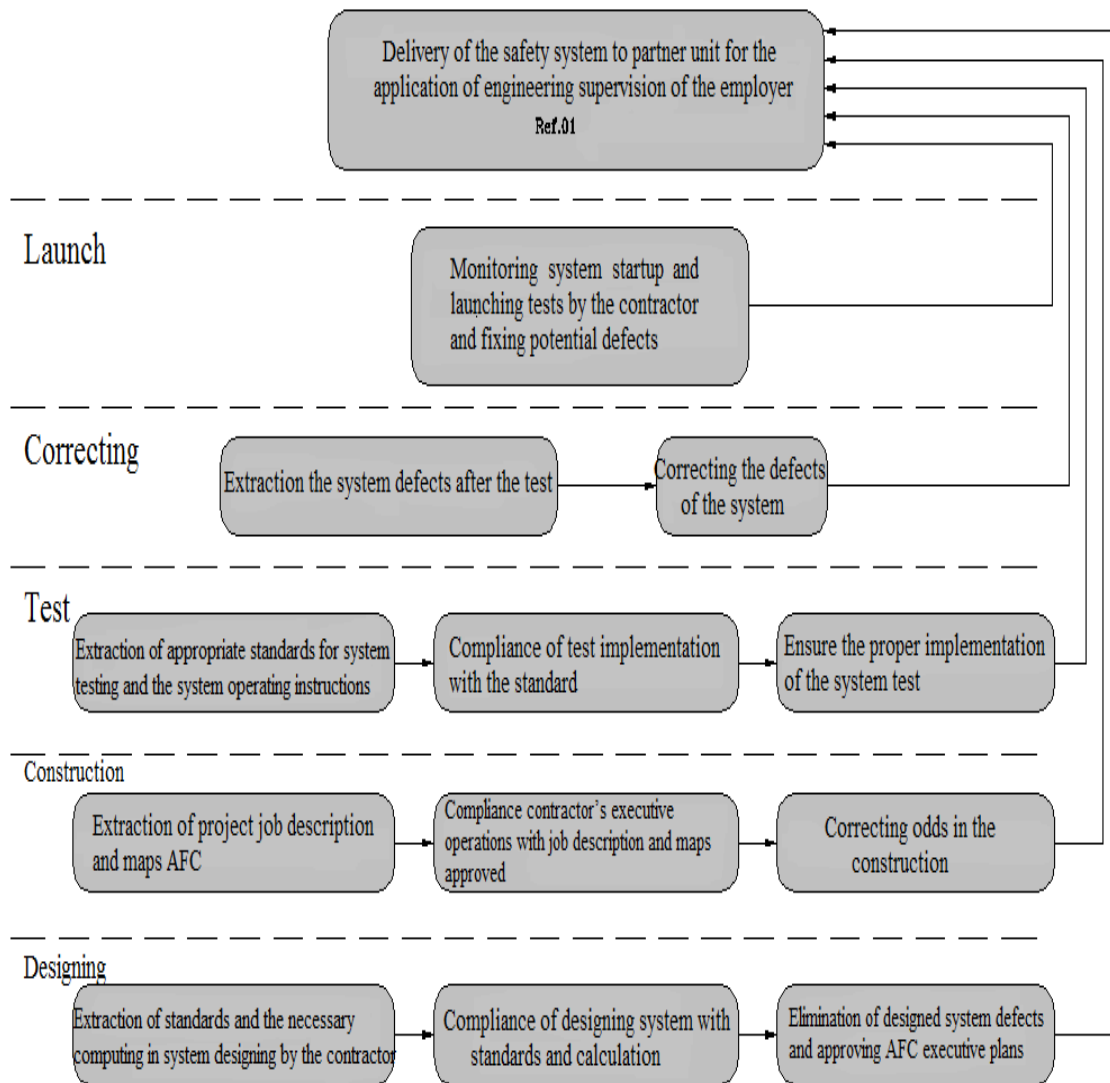 Delivery of the safety system to partner unit for the
application of engineering supervision of the employer
Ref.01
Launch
Monitoring system startup and
launching tests by the contractor
and fixing potential defects
Correcting
Extraction the system defects after the test
Correcting the defects
of the system
Test
Extraction of appropriate standards for system
testing and the system operating instructions
Compliance of test implementation
with the standard
Ensure the proper implementation
of the system test
Construction
Extraction of project job description
and maps AFC
Compliance contractor's executive
operations with job description and maps
approved
Correcting odds in the
construction
Designing
Extraction of standards and the necessary
computing in system designing by the contractor
Compliance of designing system with
standards and calculation
Elimination of designed system defects
and approving AFC executive plans